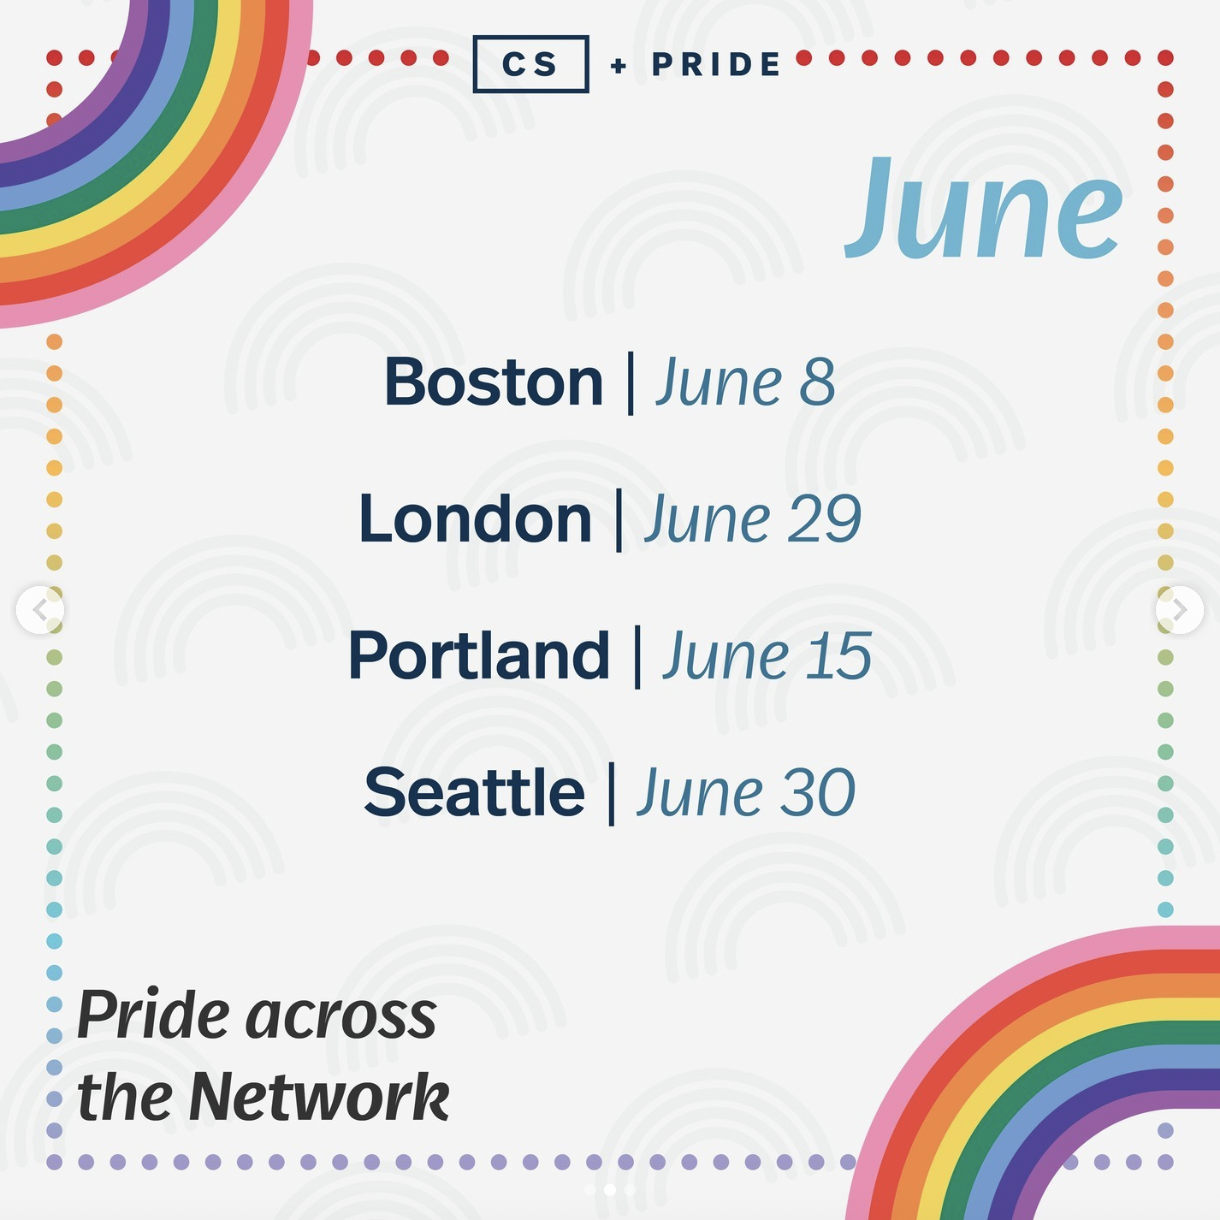 CS + PRIDE
June
Boston | June 8
London | June 29
Portland | June 15
Seattle | June 30
Pride across
the Network